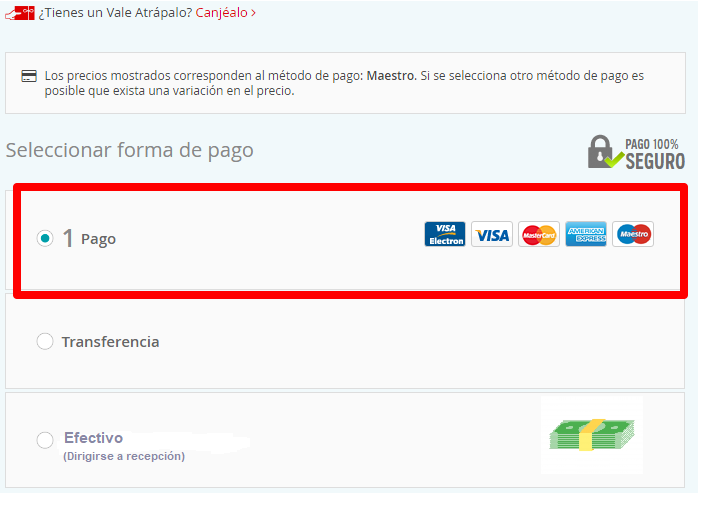 ¿Tienes un Vale Atrápalo? Canjéalo >
Los precios mostrados corresponden al método de pago: Maestro. Si se selecciona otro método de pago es
posible que exista una variación en el precio.
Seleccionar forma de pago
PAGO 100%
SEGURO
1 Pago
VISA
Electron
VISA
MasterCard
AMERICAN
EXPRESS
Maestro
Transferencia
Efectivo
(Dirigirse a recepción)